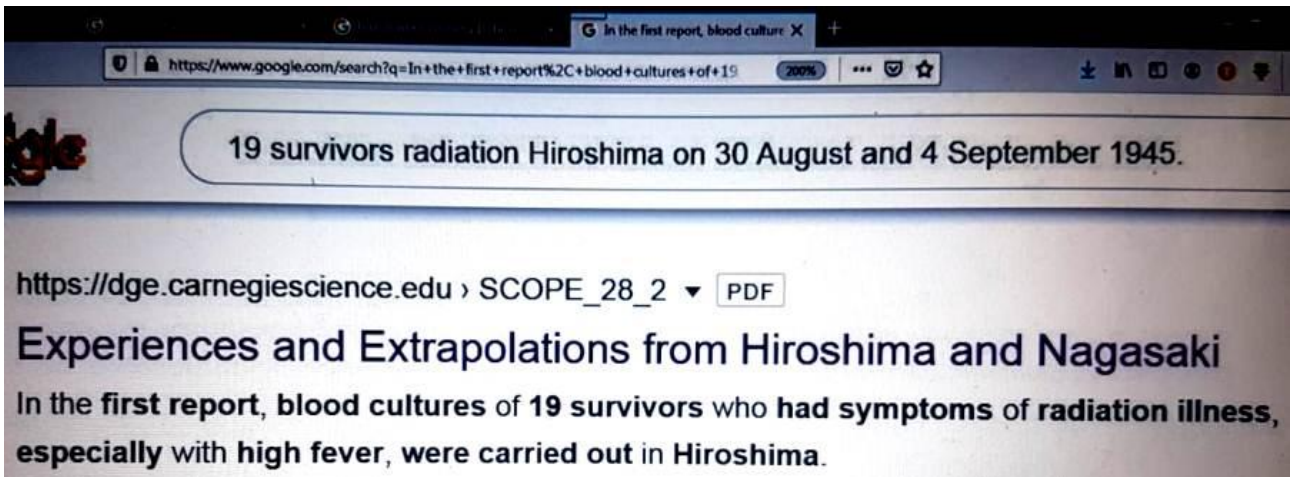 G In the first report, blood culture X +
https://www.google.com/search?q=In+the+first+report%2C+blood+cultures+of+19 200% ...
gle 19 survivors radiation Hiroshima on 30 August and 4 September 1945.
https://dge.carnegiescience.edu › SCOPE_28_2 ▾ PDF
Experiences and Extrapolations from Hiroshima and Nagasaki
In the first report, blood cultures of 19 survivors who had symptoms of radiation illness,
especially with high fever, were carried out in Hiroshima.